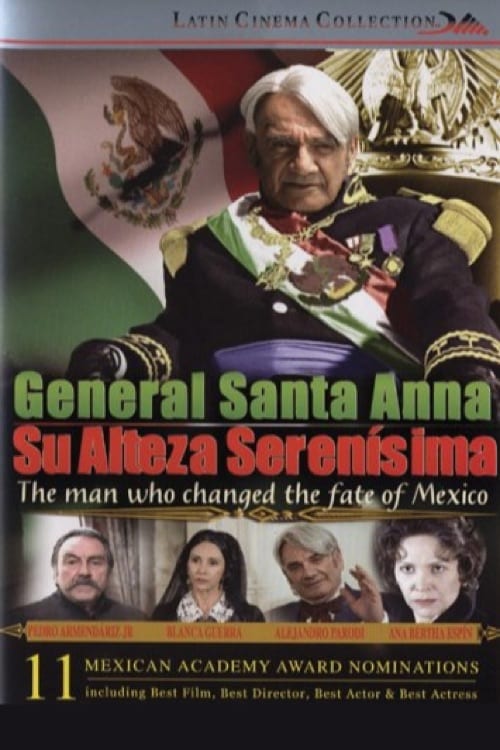 LATIN CINEMA COLLECTION
General Santa Anna
Su Alteza Serenísima
The man who changed the fate of Mexico
PEDRO ARMENDÁRIZ JR BLANCA GUERRA ALEJANDRO PARODI ANA BERTHA ESPÍN
11 MEXICAN ACADEMY AWARD NOMINATIONS
including Best Film, Best Director, Best Actor & Best Actress